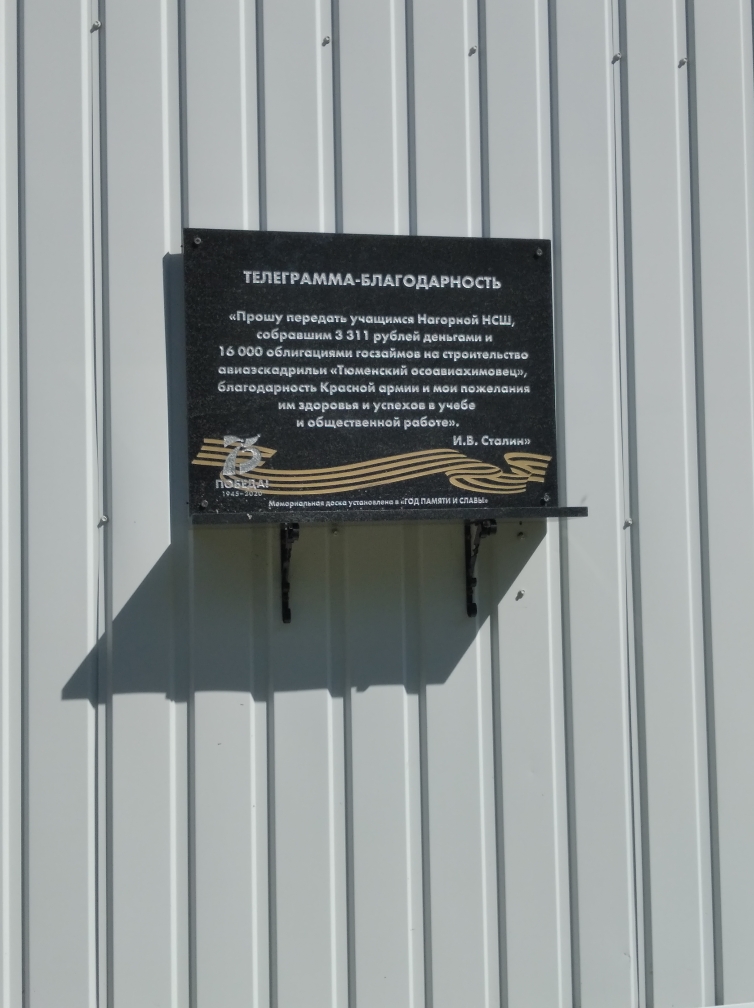 ТЕЛЕГРАММА-БЛАГОДАРНОСТЬ
«Прошу передать учащимся Нагорной НСШ,
собравшим 3 311 рублей деньгами и
16 000 облигациями госзаймов на строительство
авиаэскадрильи «Тюменский осоавиахимовец»,
благодарность Красной армии и мои пожелания
им здоровья и успехов в учебе
и общественной работе».
И.В. Сталин»
75
ПОБЕДА!
1945–2020
Мемориальная доска установлена в «ГОД ПАМЯТИ И СЛАВЫ»